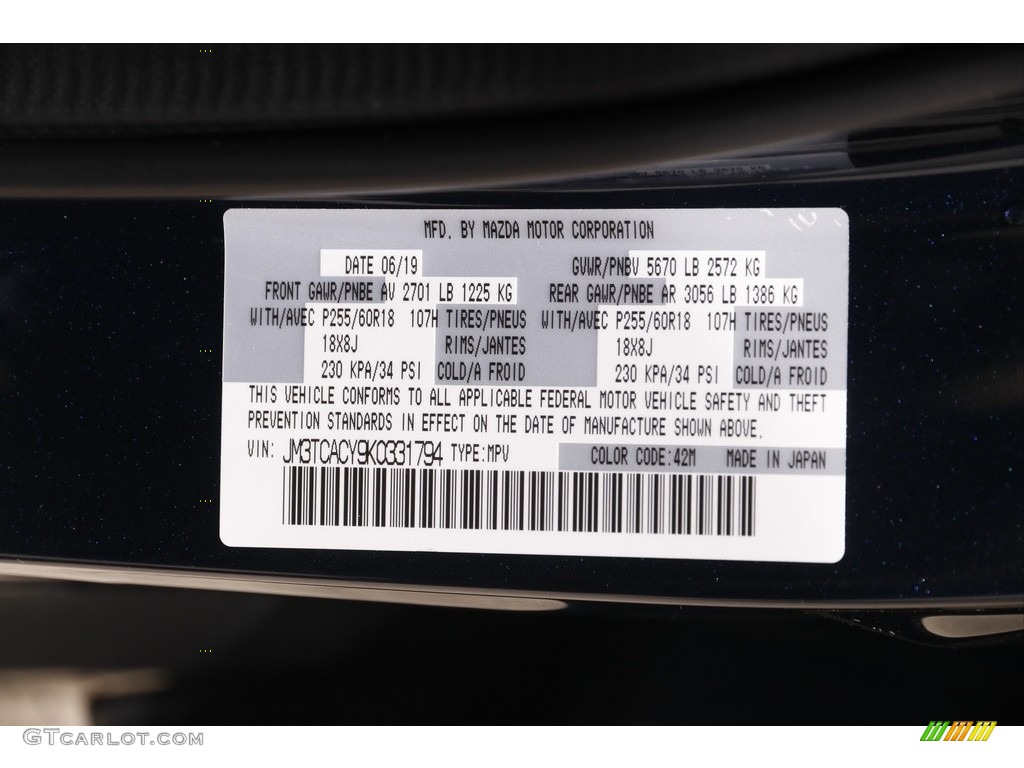 MFD. BY MAZDA MOTOR CORPORATION
DATE 06/19 GVWR/PNBV 5670 LB 2572 KG
FRONT GAWR/PNBE AV 2701 LB 1225 KG REAR GAWR/PNBE AR 3056 LB 1386 KG
WITH/AVEC P255/60R18 107H TIRES/PNEUS WITH/AVEC P255/60R18 107H TIRES/PNEUS
18X8J RIMS/JANTES 18X8J RIMS/JANTES
230 KPA/34 PSI COLD/A FROID 230 KPA/34 PSI COLD/A FROID
THIS VEHICLE CONFORMS TO ALL APPLICABLE FEDERAL MOTOR VEHICLE SAFETY AND THEFT
PREVENTION STANDARDS IN EFFECT ON THE DATE OF MANUFACTURE SHOWN ABOVE.
VIN: JM3TCACY9K0331794 TYPE:MPV COLOR CODE:42M MADE IN JAPAN
GTCarlot.com